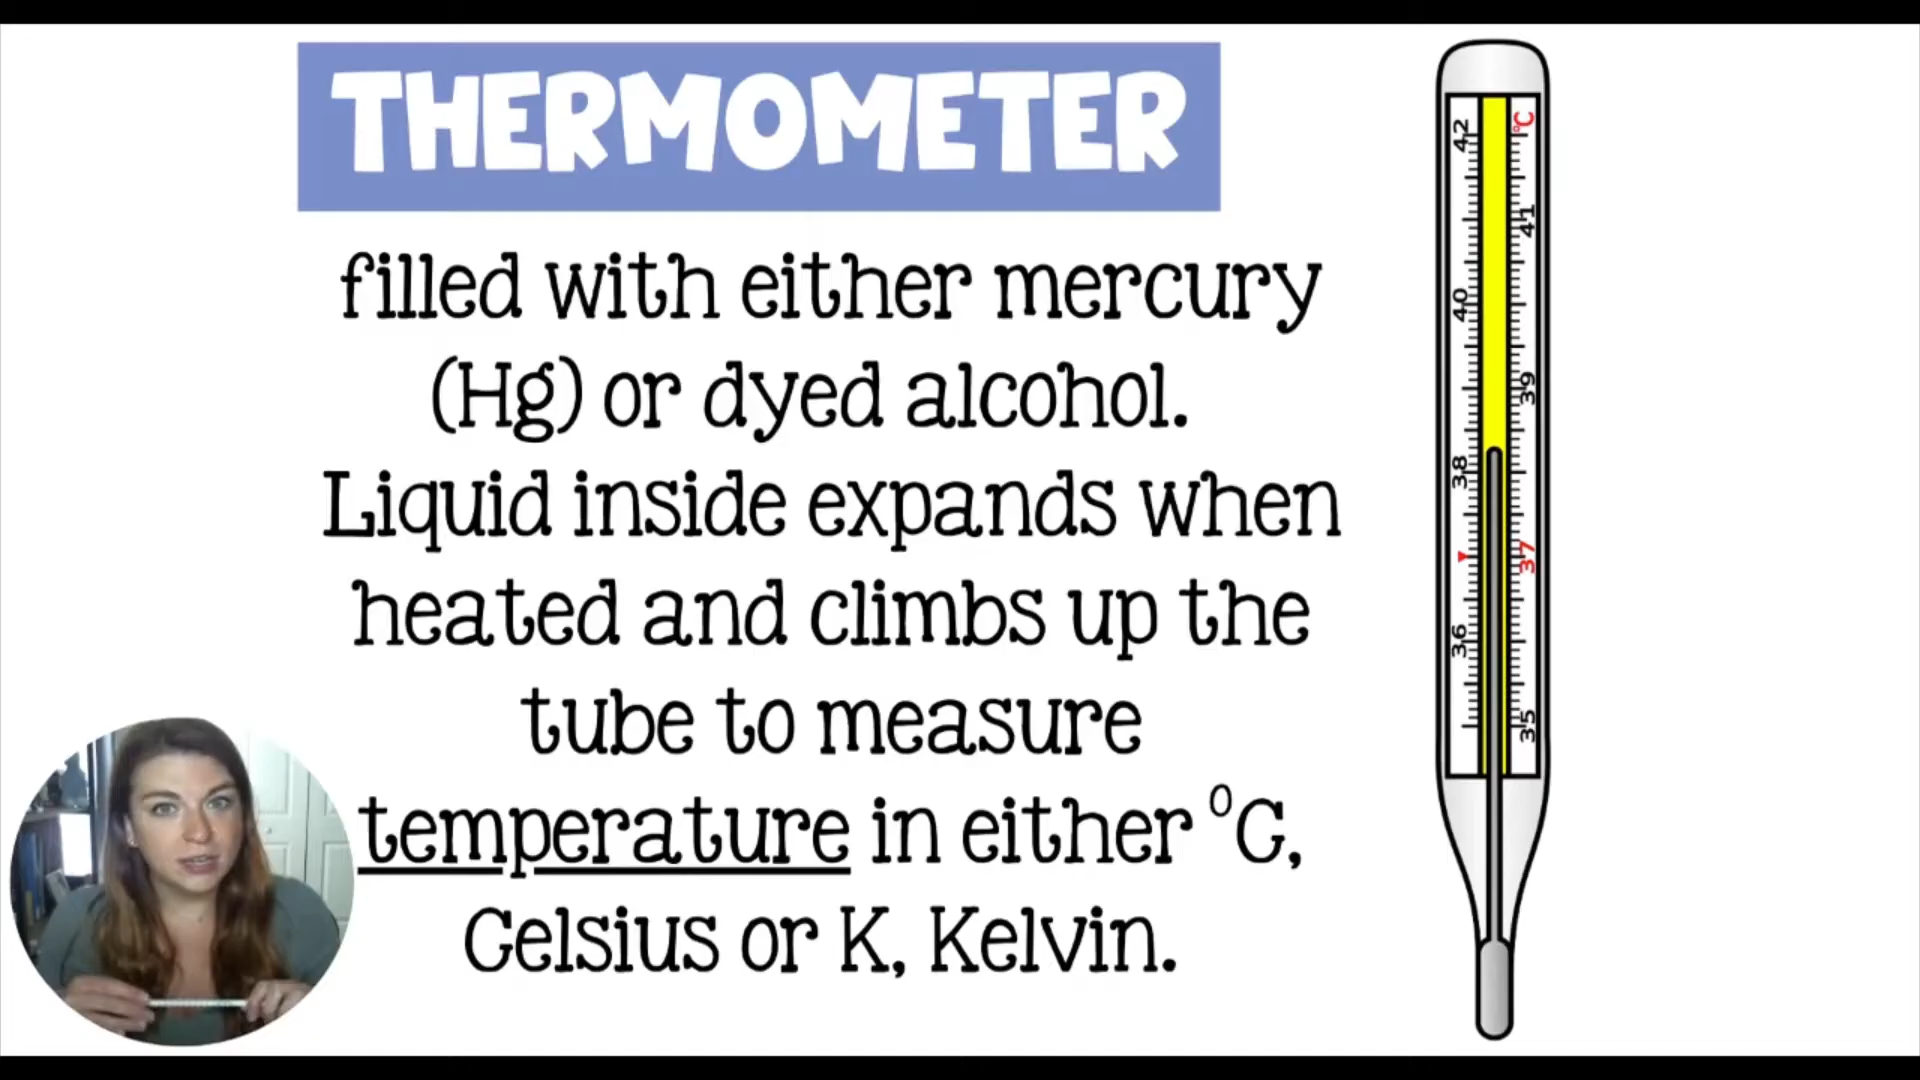 THERMOMETER
filled with either mercury
(Hg) or dyed alcohol.
Liquid inside expands when
heated and climbs up the
tube to measure
temperature in either °C,
Celsius or K, Kelvin.
°C
42
41
40
39
38
37
36
35